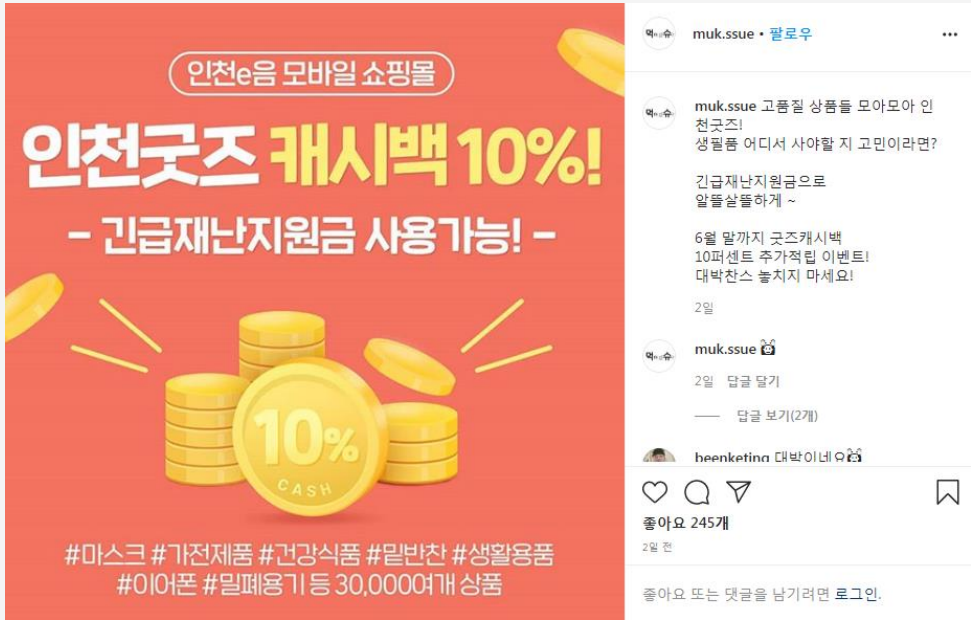 인천e음 모바일 쇼핑몰
인천굿즈 캐시백 10%!
- 긴급재난지원금 사용가능! -
10%
CASH
#마스크 #가전제품 #건강식품 #밑반찬 #생활용품
#이어폰 #밀폐용기 등 30,0000여개 상품
muk.ssue • 팔로우
muk.ssue 고품질 상품들 모아모아 인
천굿즈!
생필품 어디서 사야할 지 고민이라면?
긴급재난지원금으로
알뜰살뜰하게 ~
6월 말까지 굿즈캐시백
10퍼센트 추가적립 이벤트!
대박찬스 놓치지 마세요!
2일
muk.ssue
2일 답글 달기
답글 보기(2개)
beenketing 대박이네요
좋아요 245개
2일 전
좋아요 또는 댓글을 남기려면 로그인.